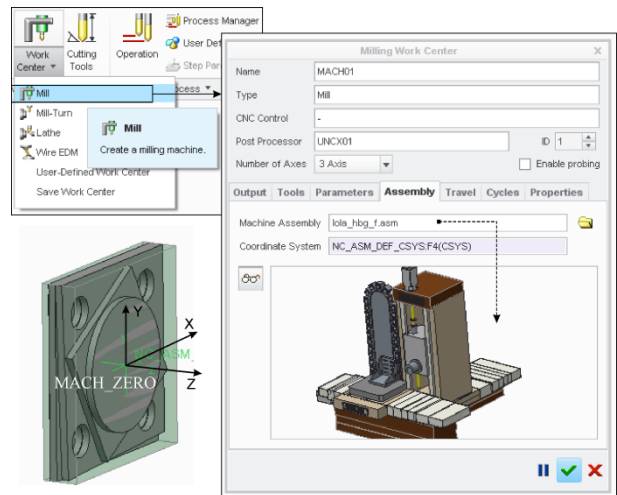 Process Manager
User Def
Step Par
Work
Center
Cutting
Tools
Operation
ocess
Mill
Mill-Turn
Lathe
Wire EDM
User-Defined Work Center
Save Work Center
Mill
Create a milling machine.
Milling Work Center
X
Name MACH01
Type Mill
CNC Control -
Post Processor UNCX01 ID 1
Number of Axes 3 Axis Enable probing
Output Tools Parameters Assembly Travel Cycles Properties
Machine Assembly lola_hbg_f.asm
Coordinate System NC_ASM_DEF_CSYS:F4(CSYS)
Y
X
NC_ASM_
MACH_ZERO Z